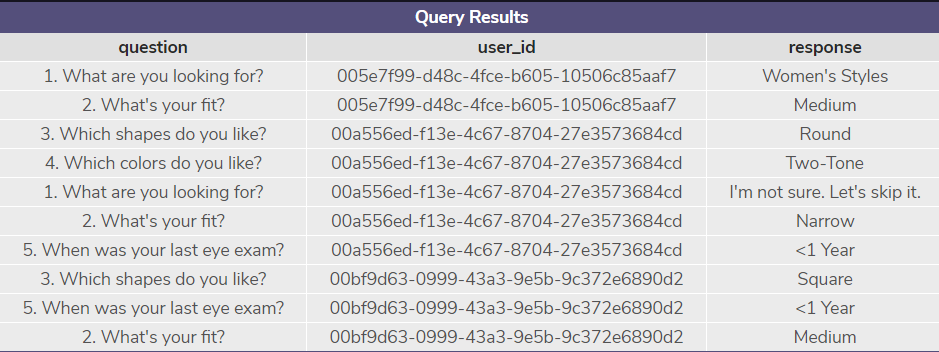 Query Results
question user_id response
1. What are you looking for? 005e7f99-d48c-4fce-b605-10506c85aaf7 Women's Styles
2. What's your fit? 005e7f99-d48c-4fce-b605-10506c85aaf7 Medium
3. Which shapes do you like? 00a556ed-f13e-4c67-8704-27e3573684cd Round
4. Which colors do you like? 00a556ed-f13e-4c67-8704-27e3573684cd Two-Tone
1. What are you looking for? 00a556ed-f13e-4c67-8704-27e3573684cd I'm not sure. Let's skip it.
2. What's your fit? 00a556ed-f13e-4c67-8704-27e3573684cd Narrow
5. When was your last eye exam? 00a556ed-f13e-4c67-8704-27e3573684cd <1 Year
3. Which shapes do you like? 00bf9d63-0999-43a3-9e5b-9c372e6890d2 Square
5. When was your last eye exam? 00bf9d63-0999-43a3-9e5b-9c372e6890d2 <1 Year
2. What's your fit? 00bf9d63-0999-43a3-9e5b-9c372e6890d2 Medium